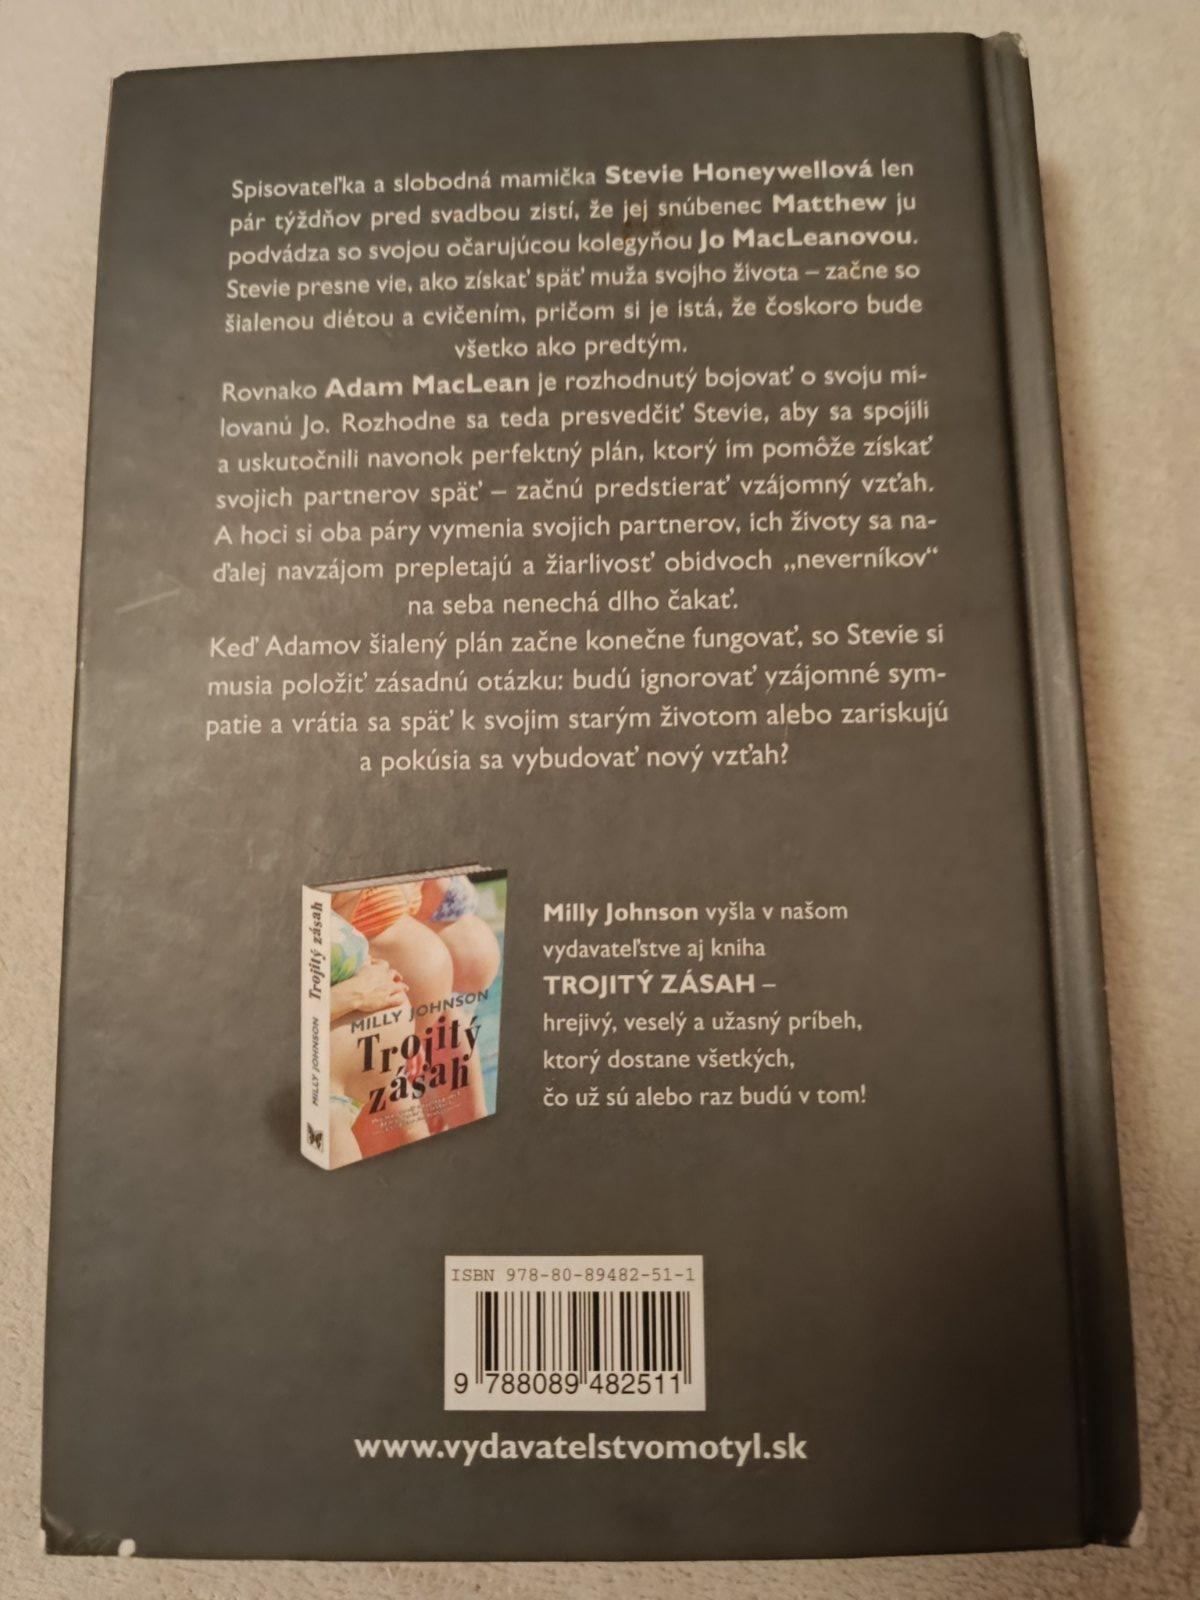 Spisovateľka a slobodná mamička Stevie Honeywellová len
pár týždňov pred svadbou zistí, že jej snúbenec Matthew ju
podvádza so svojou očarujúcou kolegyňou Jo MacLeanovou.
Stevie presne vie, ako získať späť muža svojho života – začne so
šialenou diétou a cvičením, pričom si je istá, že čoskoro bude
všetko ako predtým.
Rovnako Adam MacLean je rozhodnutý bojovať o svoju mi-
lovanú Jo. Rozhodne sa teda presvedčiť Stevie, aby sa spojili
a uskutočnili navonok perfektný plán, ktorý im pomôže získať
svojich partnerov späť – začnú predstierať vzájomný vzťah.
A hoci si oba páry vymenia svojich partnerov, ich životy sa na-
ďalej navzájom prepletajú a žiarlivosť obidvoch „neverníkov“
na seba nenechá dlho čakať.
Keď Adamov šialený plán začne konečne fungovať, so Stevie si
musia položiť zásadnú otázku: budú ignorovať yzájomné sym-
patie a vrátia sa späť k svojim starým životom alebo zariskujú
a pokúsia sa vybudovať nový vzťah?
MILLY JOHNSON Trojitý zásah
MILLY JOHNSON
Trojitý
zásah
Milly Johnson vyšla v našom
vydavateľstve aj kniha
TROJITÝ ZÁSAH –
hrejivý, veselý a užasný príbeh,
ktorý dostane všetkých,
čo už sú alebo raz budú v tom!
ISBN 978-80-89482-51-1
9 788089 482511
www.vydavatelstvomotyl.sk